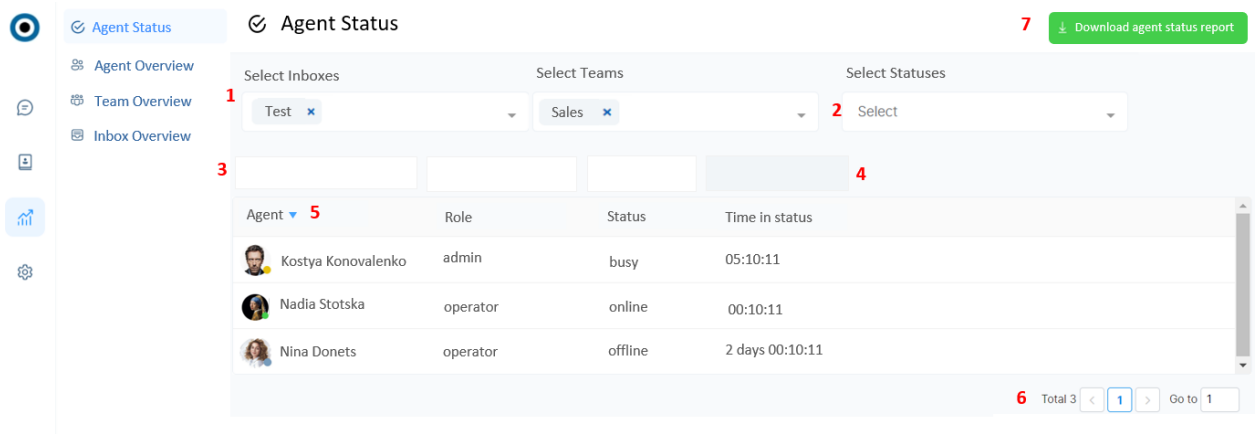 Agent Status
Agent Overview
Team Overview
Inbox Overview
Agent Status
7
Download agent status report
Select Inboxes
Select Teams
Select Statuses
1
Test ×
Sales ×
2
Select
3
4
Agent 5 Role Status Time in status
Kostya Konovalenko admin busy 05:10:11
Nadia Stotska operator online 00:10:11
Nina Donets operator offline 2 days 00:10:11
6 Total 3 < 1 > Go to 1